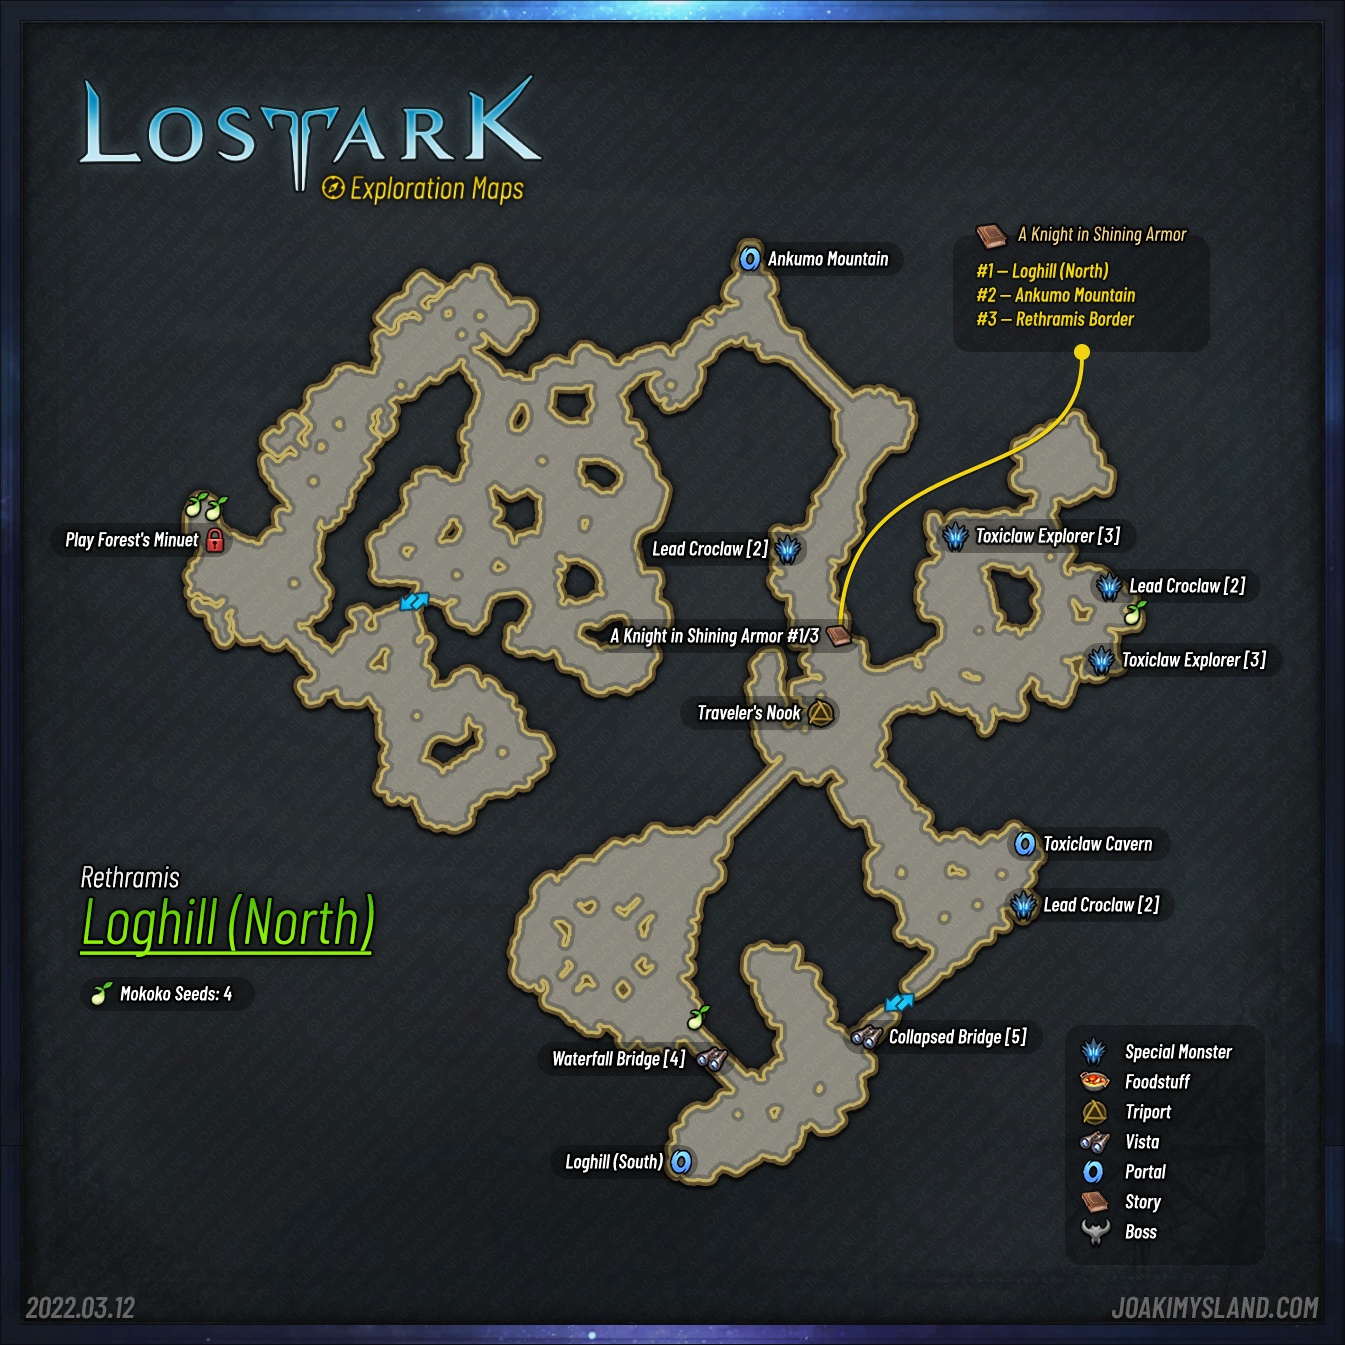 LOSTARK
Exploration Maps
Ankumo Mountain
A Knight in Shining Armor
#1 – Loghill (North)
#2 – Ankumo Mountain
#3 – Rethramis Border
Play Forest's Minuet
Lead Croclaw [2]
Toxiclaw Explorer [3]
Lead Croclaw [2]
A Knight in Shining Armor #1/3
Toxiclaw Explorer [3]
Traveler's Nook
Toxiclaw Cavern
Lead Croclaw [2]
Rethramis
Loghill (North)
Mokoko Seeds: 4
Collapsed Bridge [5]
Waterfall Bridge [4]
Loghill (South)
Special Monster
Foodstuff
Triport
Vista
Portal
Story
Boss
2022.03.12
JOAKIMYSLAND.COM